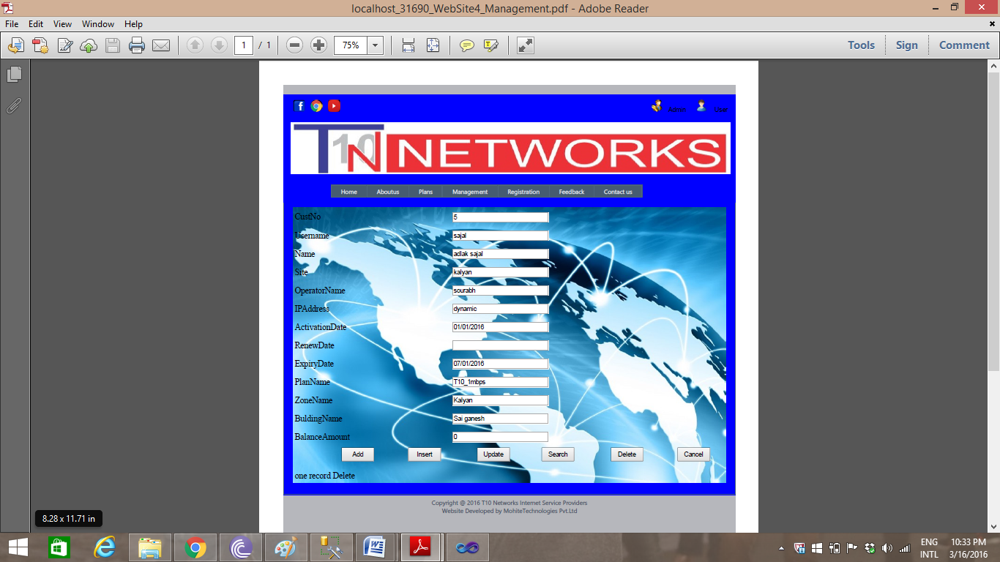 localhost_31690_WebSite4_Management.pdf - Adobe Reader
File Edit View Window Help
1 / 1 75% Tools Sign Comment
Admin User
T10 N NETWORKS
Home Aboutus Plans Management Registration Feedback Contact us
CustNo 5
Username sajal
Name adlak sajal
Site kalyan
OperatorName sourabh
IPAddress dynamic
ActivationDate 01/01/2016
RenewDate
ExpiryDate 07/01/2016
PlanName T10_1mbps
ZoneName Kalyan
BuldingName Sai ganesh
BalanceAmount 0
Add Insert Update Search Delete Cancel
one record Delete
Copyright @ 2016 T10 Networks Internet Service Providers
Website Developed by MohiteTechnologies Pvt.Ltd
8.28 x 11.71 in
ENG 10:33 PM
INTL 3/16/2016